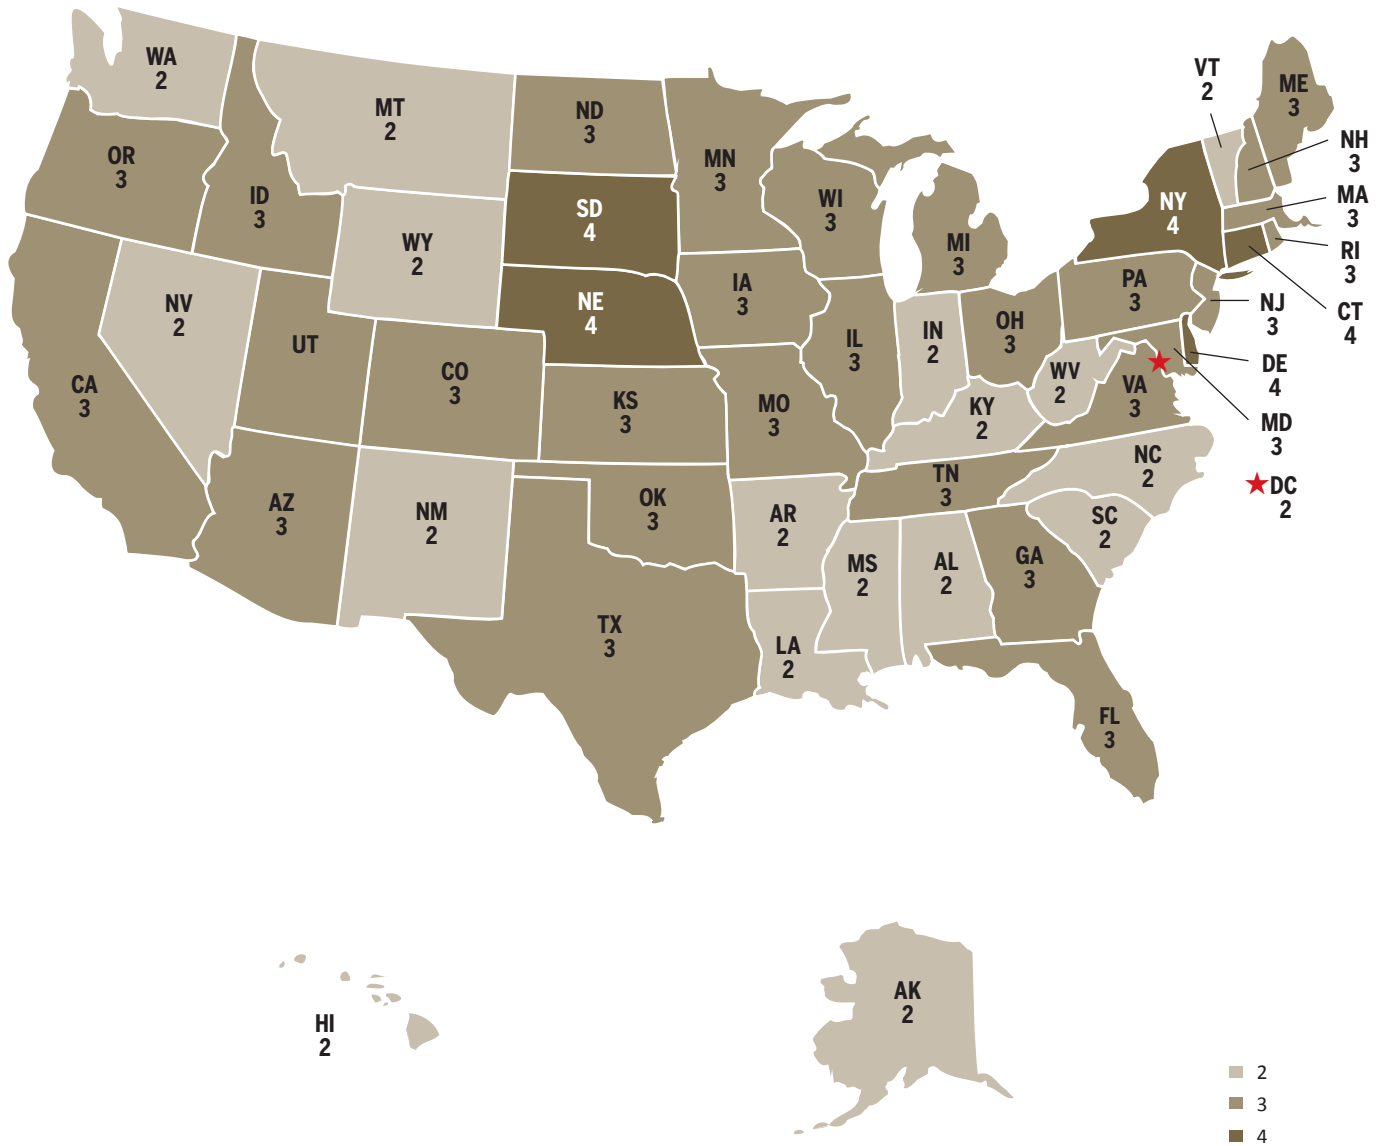 WA
2
MT
2
ND
3
MN
3
VT
2
ME
3
NH
3
OR
3
ID
3
WY
2
SD
4
WI
3
MI
3
NY
4
MA
3
RI
3
CT
4
NV
2
UT
NE
4
IA
3
PA
3
NJ
3
CA
3
CO
3
KS
3
MO
3
IL
3
IN
2
OH
3
WV
2
VA
3
DE
4
MD
3
KY
2
AZ
3
NM
2
OK
3
AR
2
TN
3
NC
2
DC
2
SC
2
MS
2
AL
2
GA
3
TX
3
LA
2
FL
3
HI
2
AK
2
2
3
4